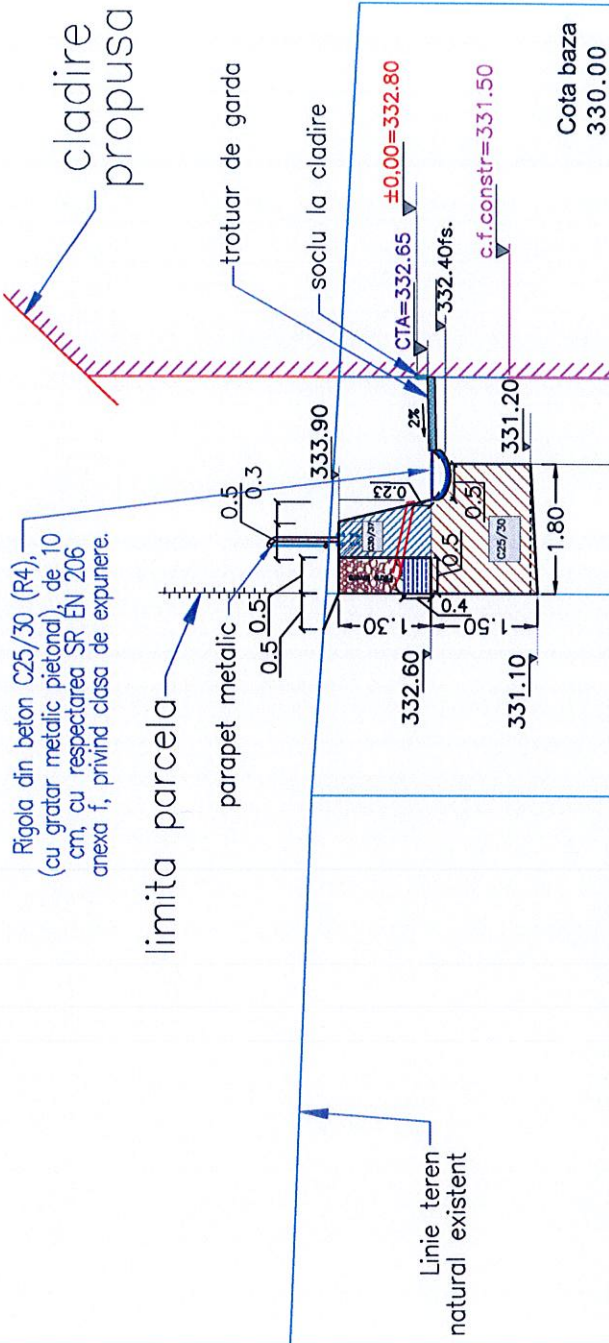 Rigola din beton C25/30 (R4),
(cu gratar metalic pietonal), de 10
cm, cu respectarea SR EN 206
anexa f, privind clasa de expunere.
cladire
propusa
limita parcela
parapet metalic
trotuar de garda
soclu la cladire
0.5
0.3
0.5
0.5
333.90
±0,00=332.80
CTA=332.65
332.40fs.
2%
c.f.constr=331.50
0.23
0.5
0.5
0.4
1.30
1.50
332.60
331.10
331.20
C25/30
1.80
Linie teren
natural existent
Cota baza
330.00